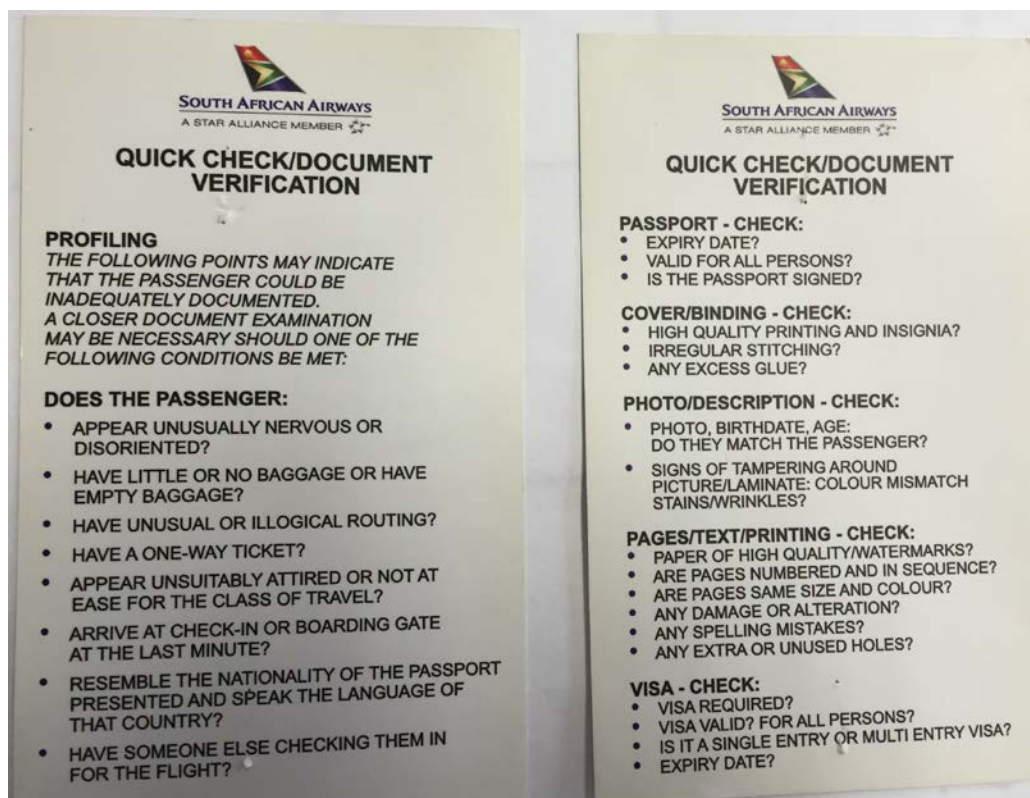 SOUTH AFRICAN AIRWAYS
A STAR ALLIANCE MEMBER
QUICK CHECK/DOCUMENT
VERIFICATION
PROFILING
THE FOLLOWING POINTS MAY INDICATE
THAT THE PASSENGER COULD BE
INADEQUATELY DOCUMENTED.
A CLOSER DOCUMENT EXAMINATION
MAY BE NECESSARY SHOULD ONE OF THE
FOLLOWING CONDITIONS BE MET:
DOES THE PASSENGER:
• APPEAR UNUSUALLY NERVOUS OR
DISORIENTED?
• HAVE LITTLE OR NO BAGGAGE OR HAVE
EMPTY BAGGAGE?
• HAVE UNUSUAL OR ILLOGICAL ROUTING?
• HAVE A ONE-WAY TICKET?
• APPEAR UNSUITABLY ATTIRED OR NOT AT
EASE FOR THE CLASS OF TRAVEL?
• ARRIVE AT CHECK-IN OR BOARDING GATE
AT THE LAST MINUTE?
• RESEMBLE THE NATIONALITY OF THE PASSPORT
PRESENTED AND SPEAK THE LANGUAGE OF
THAT COUNTRY?
• HAVE SOMEONE ELSE CHECKING THEM IN
FOR THE FLIGHT?
SOUTH AFRICAN AIRWAYS
A STAR ALLIANCE MEMBER
QUICK CHECK/DOCUMENT
VERIFICATION
PASSPORT - CHECK:
• EXPIRY DATE?
• VALID FOR ALL PERSONS?
• IS THE PASSPORT SIGNED?
COVER/BINDING - CHECK:
• HIGH QUALITY PRINTING AND INSIGNIA?
• IRREGULAR STITCHING?
• ANY EXCESS GLUE?
PHOTO/DESCRIPTION - CHECK:
• PHOTO, BIRTHDATE, AGE:
DO THEY MATCH THE PASSENGER?
• SIGNS OF TAMPERING AROUND
PICTURE/LAMINATE: COLOUR MISMATCH
STAINS/WRINKLES?
PAGES/TEXT/PRINTING - CHECK:
• PAPER OF HIGH QUALITY/WATERMARKS?
• ARE PAGES NUMBERED AND IN SEQUENCE?
• ARE PAGES SAME SIZE AND COLOUR?
• ANY DAMAGE OR ALTERATION?
• ANY SPELLING MISTAKES?
• ANY EXTRA OR UNUSED HOLES?
VISA - CHECK:
• VISA REQUIRED?
• VISA VALID? FOR ALL PERSONS?
• IS IT A SINGLE ENTRY OR MULTI ENTRY VISA?
• EXPIRY DATE?